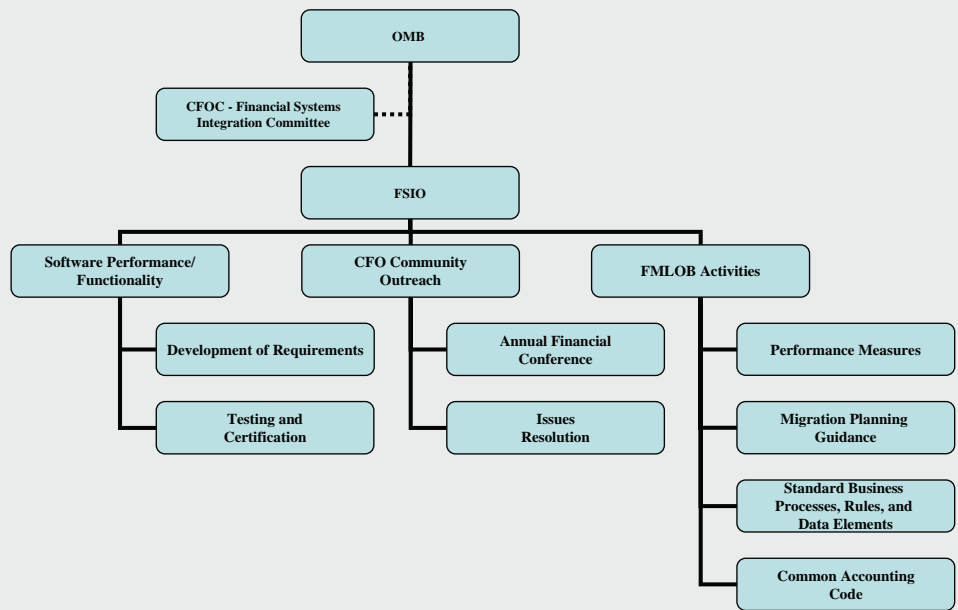 OMB
CFOC - Financial Systems
Integration Committee
FSIO
Software Performance/
Functionality
CFO Community
Outreach
FMLOB Activities
Development of Requirements
Annual Financial
Conference
Performance Measures
Testing and
Certification
Issues
Resolution
Migration Planning
Guidance
Standard Business
Processes, Rules, and
Data Elements
Common Accounting
Code